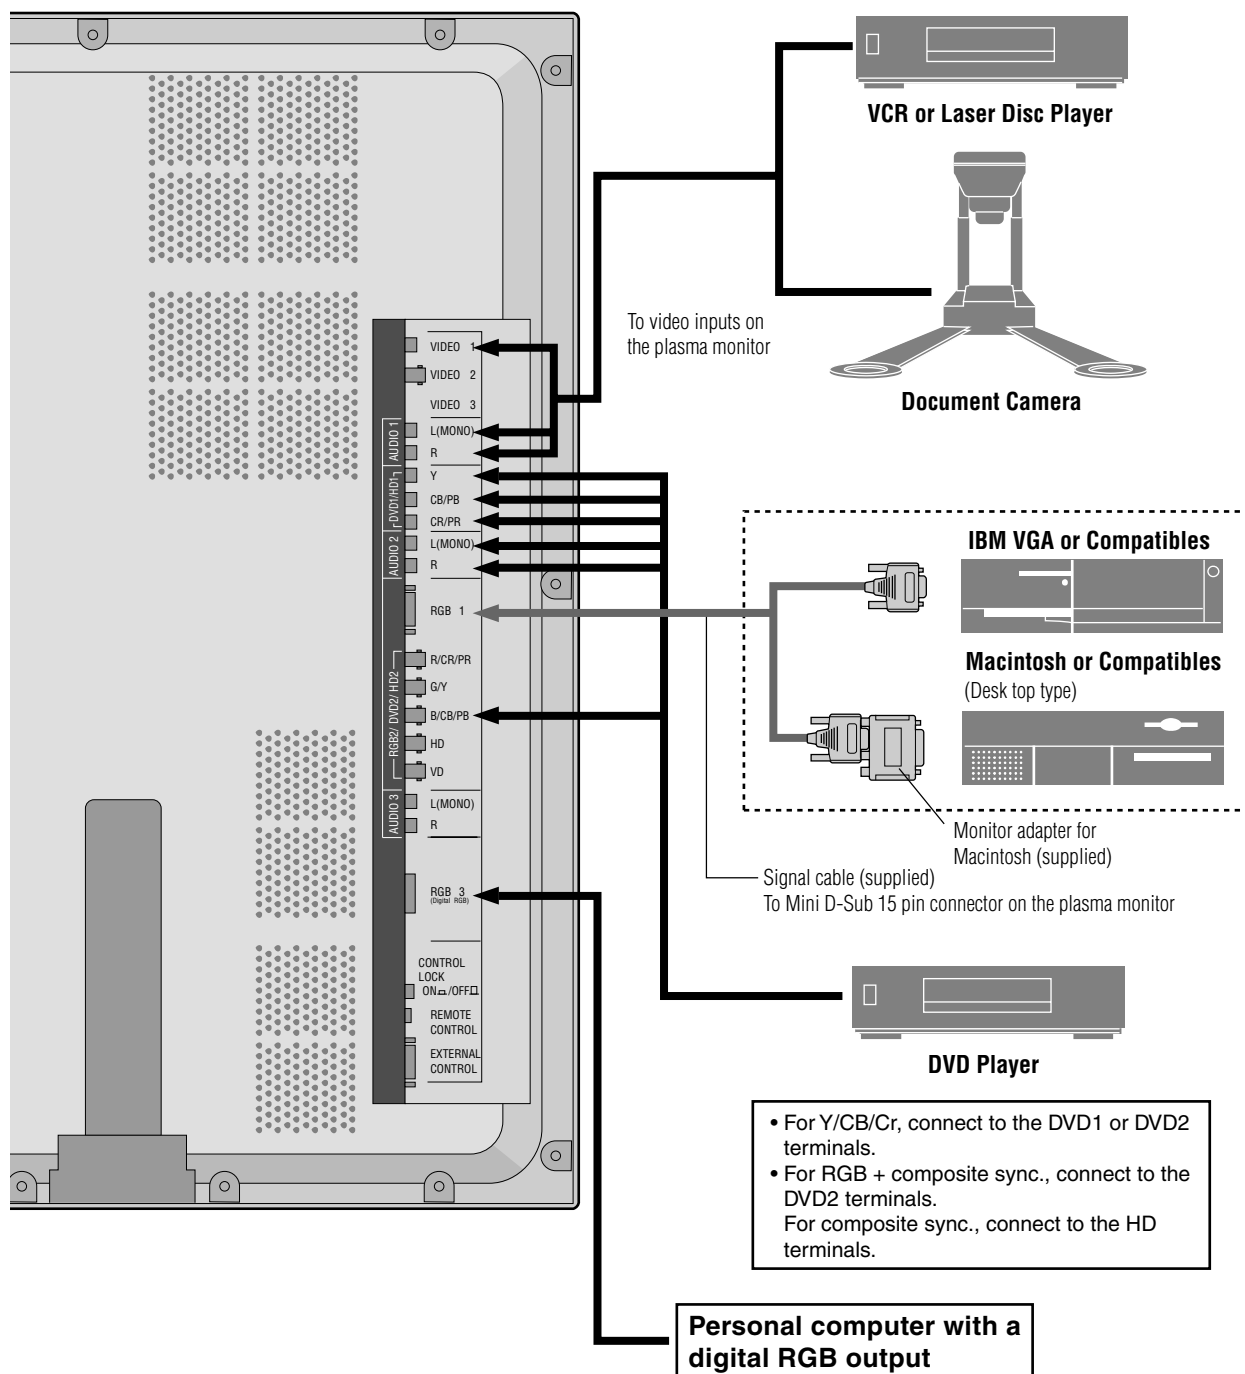 VCR or Laser Disc Player
To video inputs on
the plasma monitor
Document Camera
VIDEO 1
VIDEO 2
VIDEO 3
AUDIO 1
L(MONO)
R
DVD1/HD1
Y
CB/PB
CR/PR
AUDIO 2
L(MONO)
R
RGB 1
RGB2/ DVD2/ HD2
R/CR/PR
G/Y
B/CB/PB
HD
VD
AUDIO 3
L(MONO)
R
RGB 3
(Digital RGB)
CONTROL
LOCK
ON /OFF
REMOTE
CONTROL
EXTERNAL
CONTROL
IBM VGA or Compatibles
Macintosh or Compatibles
(Desk top type)
Monitor adapter for
Macintosh (supplied)
Signal cable (supplied)
To Mini D-Sub 15 pin connector on the plasma monitor
DVD Player
• For Y/CB/Cr, connect to the DVD1 or DVD2
terminals.
• For RGB + composite sync., connect to the
DVD2 terminals.
For composite sync., connect to the HD
terminals.
Personal computer with a
digital RGB output